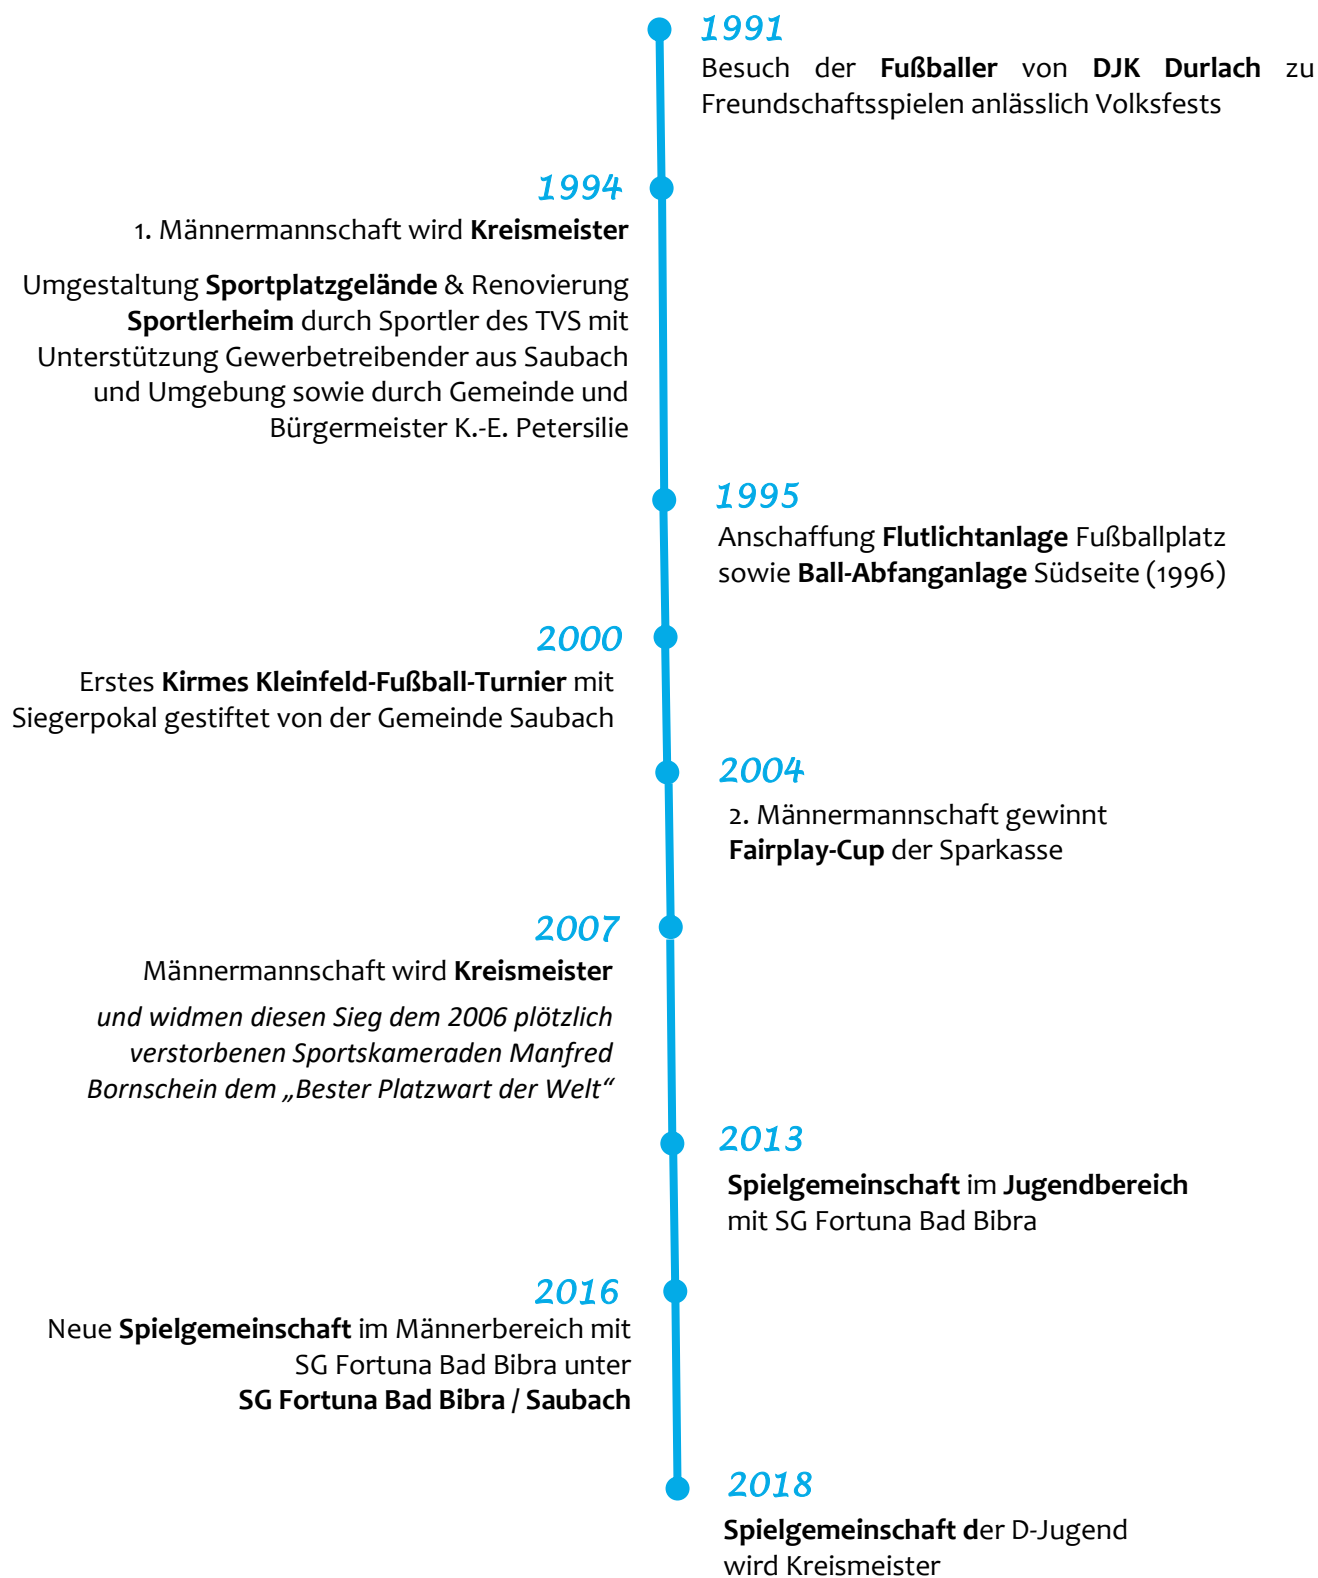 1991
Besuch der Fußballer von DJK Durlach zu
Freundschaftsspielen anlässlich Volksfests
1994
1. Männermannschaft wird Kreismeister
Umgestaltung Sportplatzgelände & Renovierung
Sportlerheim durch Sportler des TVS mit
Unterstützung Gewerbetreibender aus Saubach
und Umgebung sowie durch Gemeinde und
Bürgermeister K.-E. Petersilie
1995
Anschaffung Flutlichtanlage Fußballplatz
sowie Ball-Abfanganlage Südseite (1996)
2000
Erstes Kirmes Kleinfeld-Fußball-Turnier mit
Siegerpokal gestiftet von der Gemeinde Saubach
2004
2. Männermannschaft gewinnt
Fairplay-Cup der Sparkasse
2007
Männermannschaft wird Kreismeister
und widmen diesen Sieg dem 2006 plötzlich
verstorbenen Sportskameraden Manfred
Bornschein dem „Bester Platzwart der Welt“
2013
Spielgemeinschaft im Jugendbereich
mit SG Fortuna Bad Bibra
2016
Neue Spielgemeinschaft im Männerbereich mit
SG Fortuna Bad Bibra unter
SG Fortuna Bad Bibra / Saubach
2018
Spielgemeinschaft der D-Jugend
wird Kreismeister